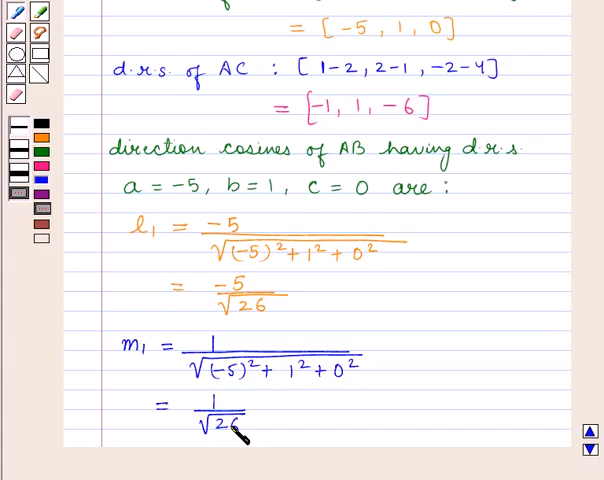 = [ -5 , 1 , 0 ]
d.r.s. of AC : [ 1-2, 2-1, -2-4 ]
= [ -1, 1, -6 ]
direction cosines of AB having d.r.s.
a = -5, b = 1, c = 0 are :
l₁ = -5 / √(-5)² + 1² + 0²
= -5 / √26
m₁ = 1 / √(-5)² + 1² + 0²
= 1 / √26